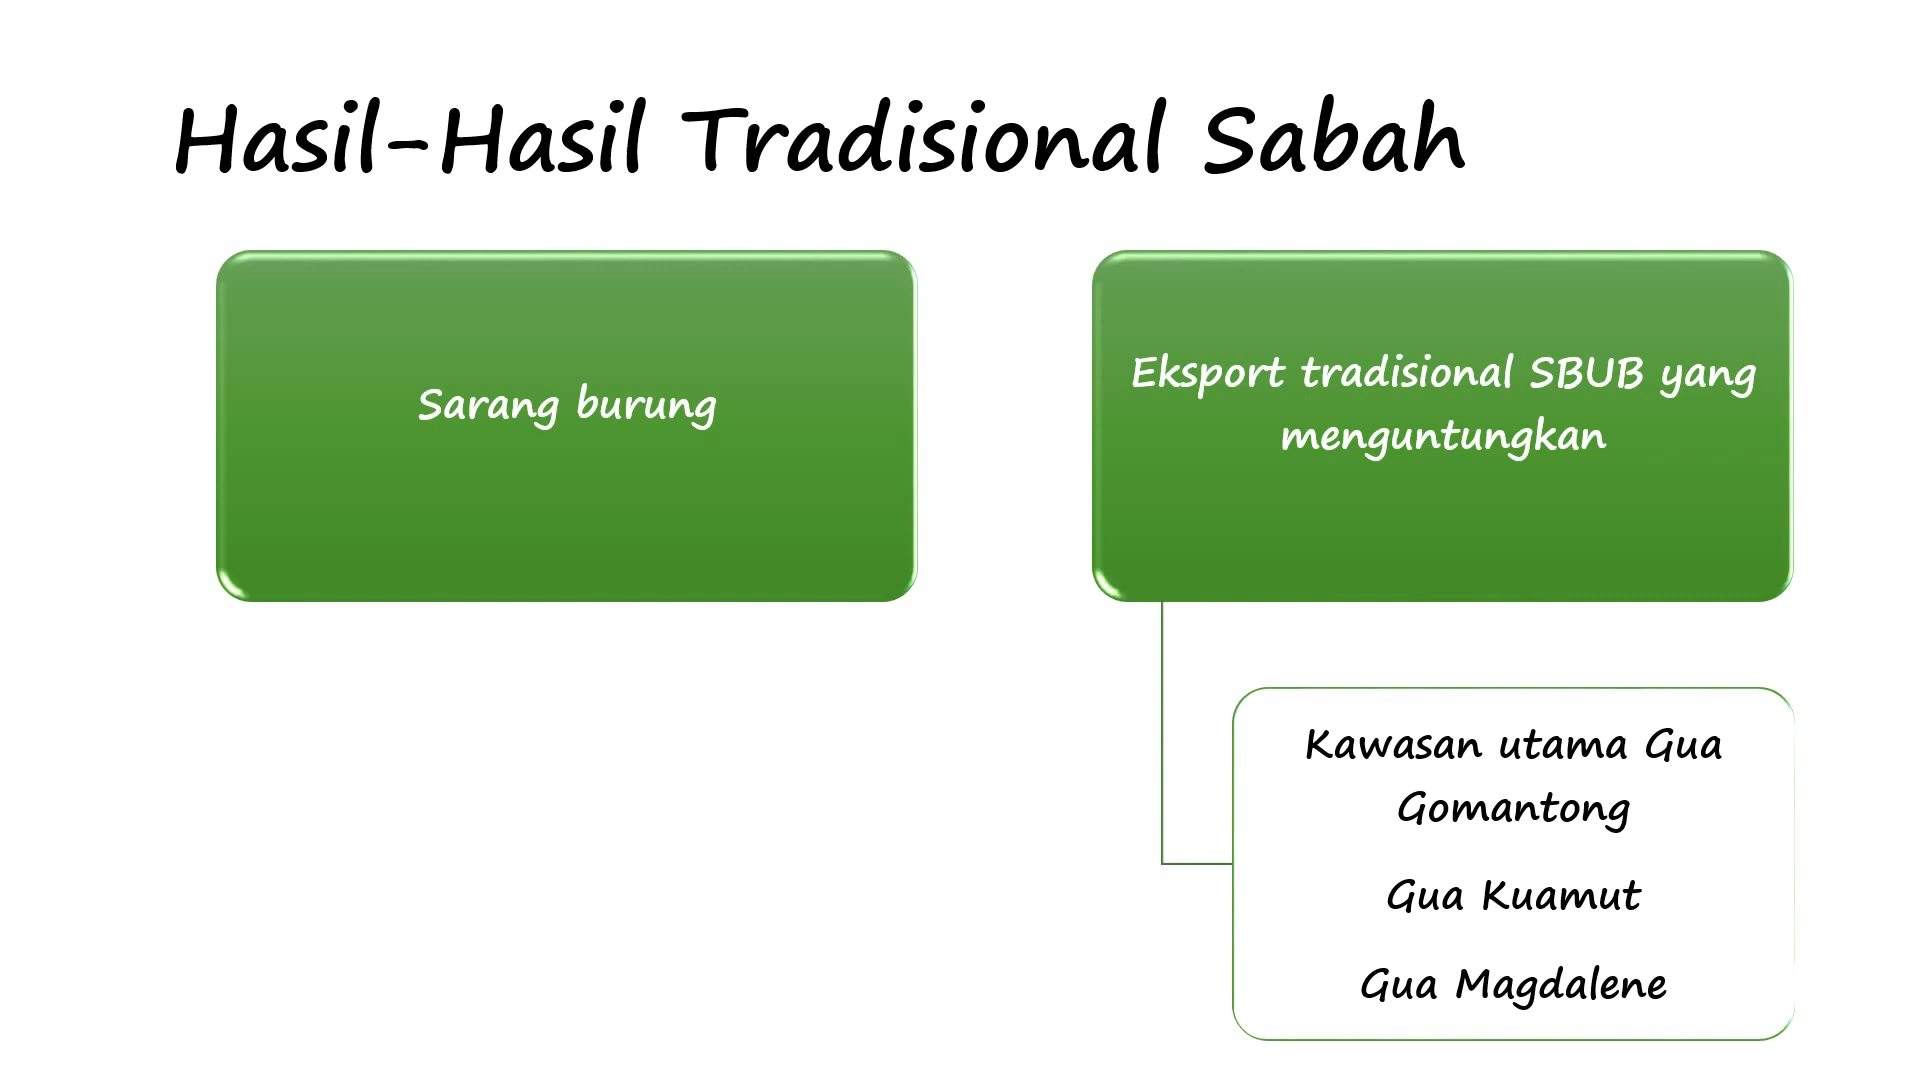 Hasil-Hasil Tradisional Sabah
Sarang burung
Eksport tradisional SBUB yang
menguntungkan
Kawasan utama Gua
Gomantong
Gua Kuamut
Gua Magdalene